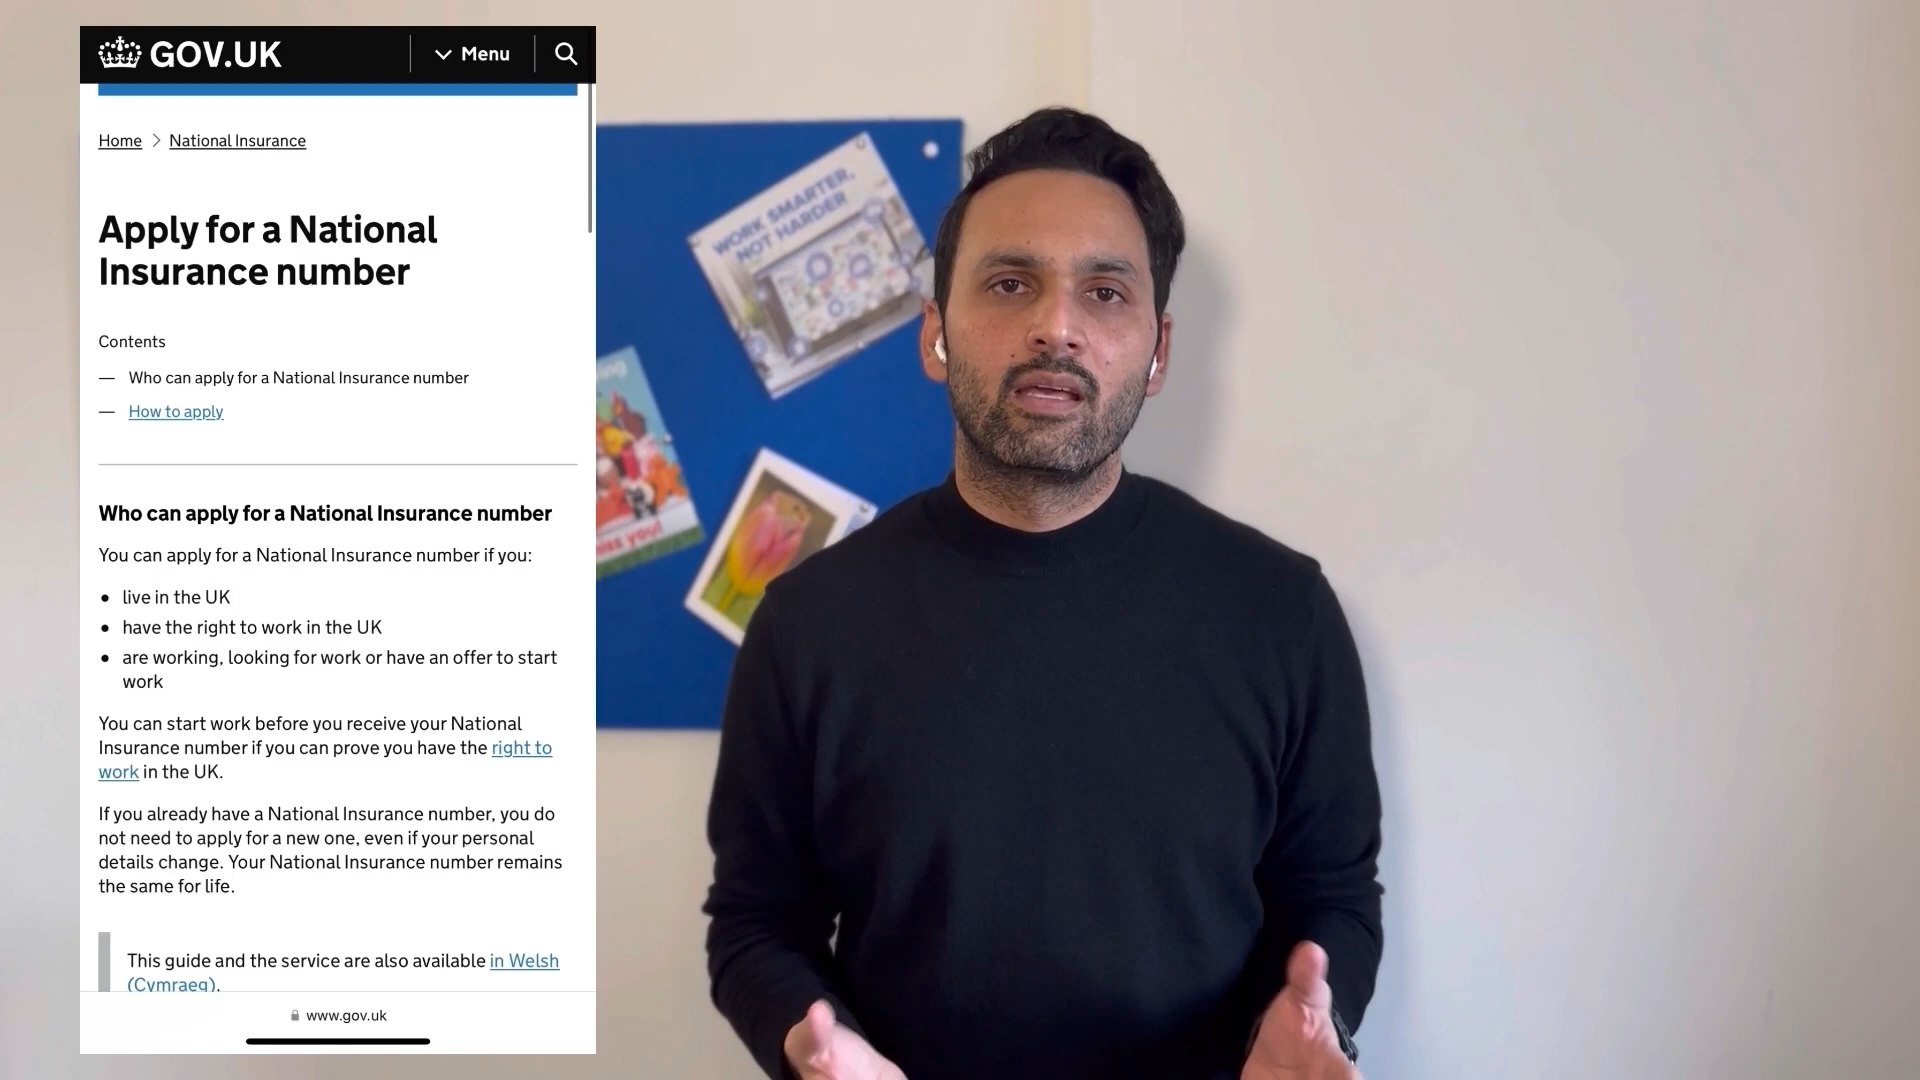 GOV.UK
Menu
Home > National Insurance
Apply for a National
Insurance number
Contents
— Who can apply for a National Insurance number
— How to apply
Who can apply for a National Insurance number
You can apply for a National Insurance number if you:
• live in the UK
• have the right to work in the UK
• are working, looking for work or have an offer to start
work
You can start work before you receive your National
Insurance number if you can prove you have the right to
work in the UK.
If you already have a National Insurance number, you do
not need to apply for a new one, even if your personal
details change. Your National Insurance number remains
the same for life.
This guide and the service are also available in Welsh
(Cymraeg).
www.gov.uk
WORK SMARTER,
NOT HARDER
you!